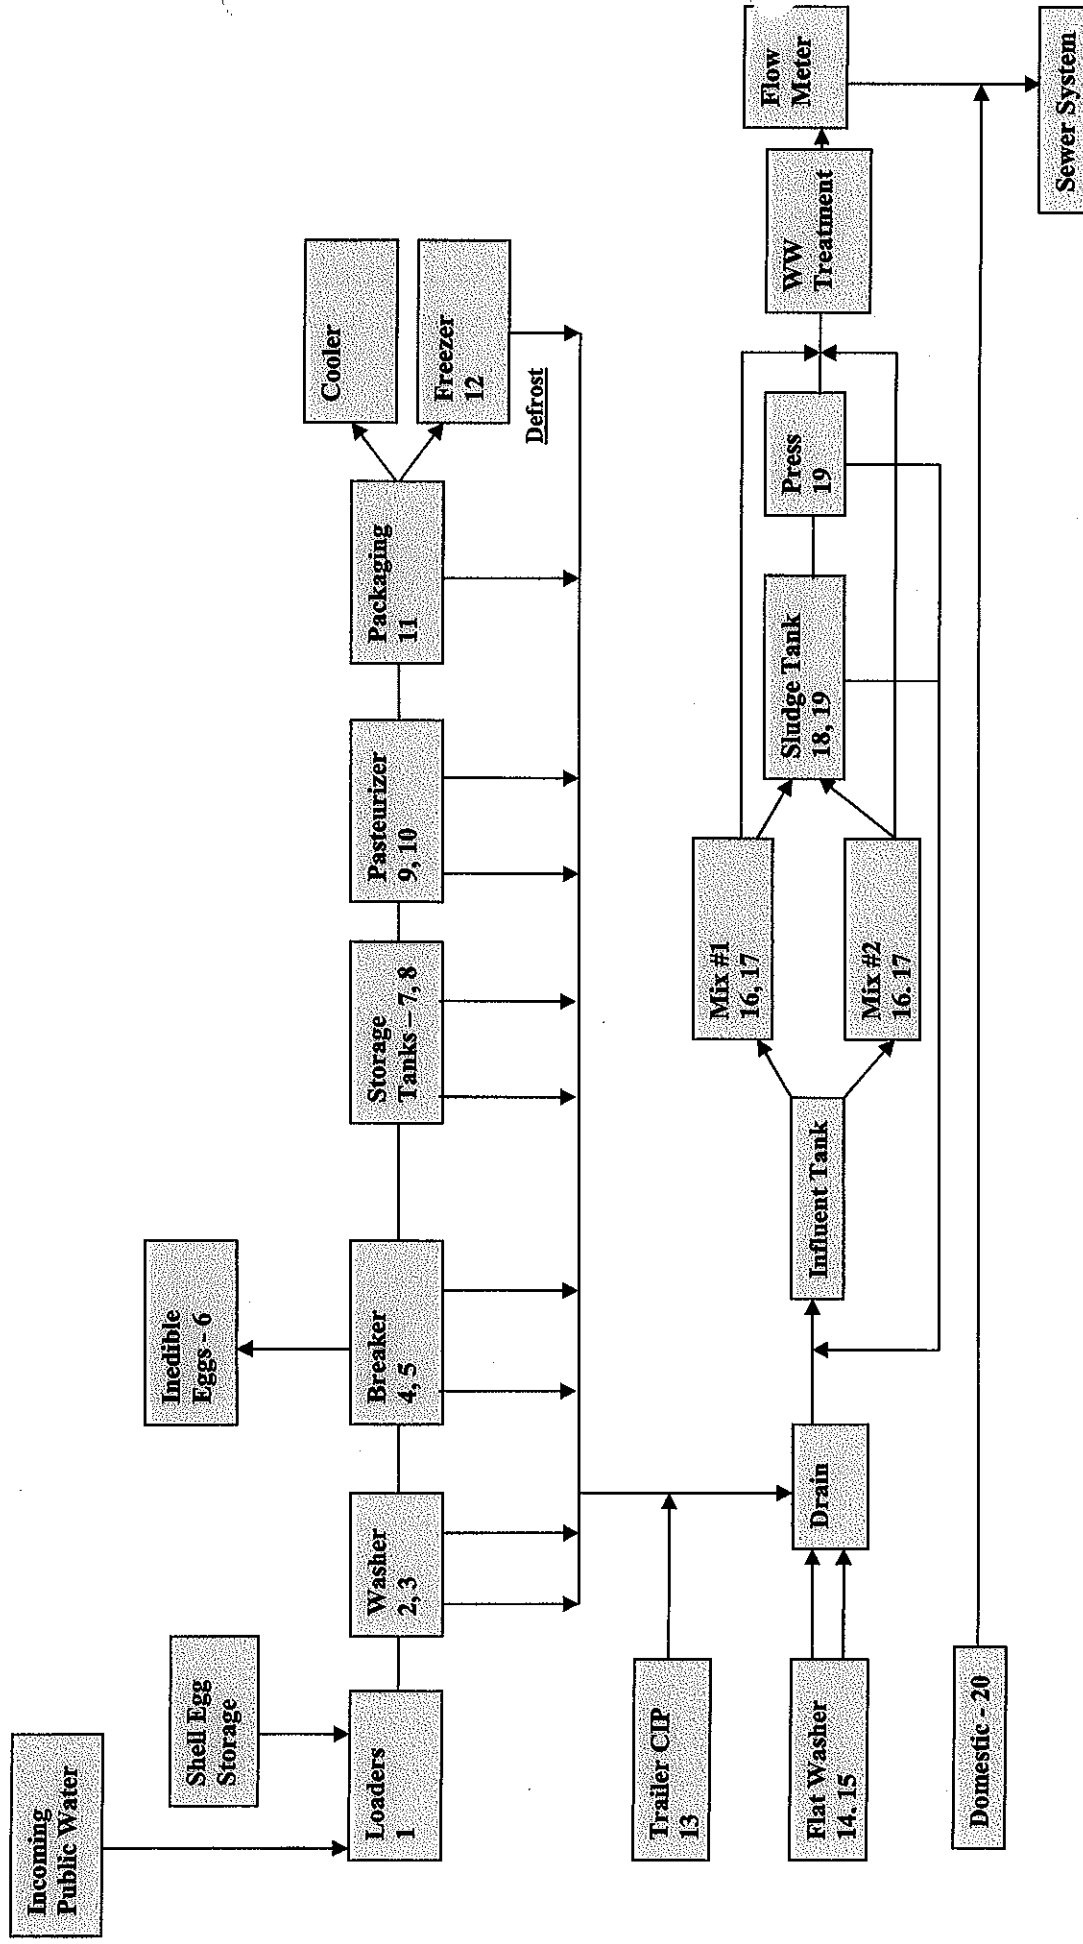 Incoming
Public Water
Shell Egg
Storage
Inedible
Eggs - 6
Loaders
1
Washer
2, 3
Breaker
4, 5
Storage
Tanks – 7, 8
Pasteurizer
9, 10
Packaging
11
Cooler
Freezer
12
Defrost
Trailer CIP
13
Flat Washer
14. 15
Drain
Influent Tank
Mix #1
16, 17
Mix #2
16. 17
Sludge Tank
18, 19
Press
19
WW
Treatment
Flow
Meter
Domestic - 20
Sewer System